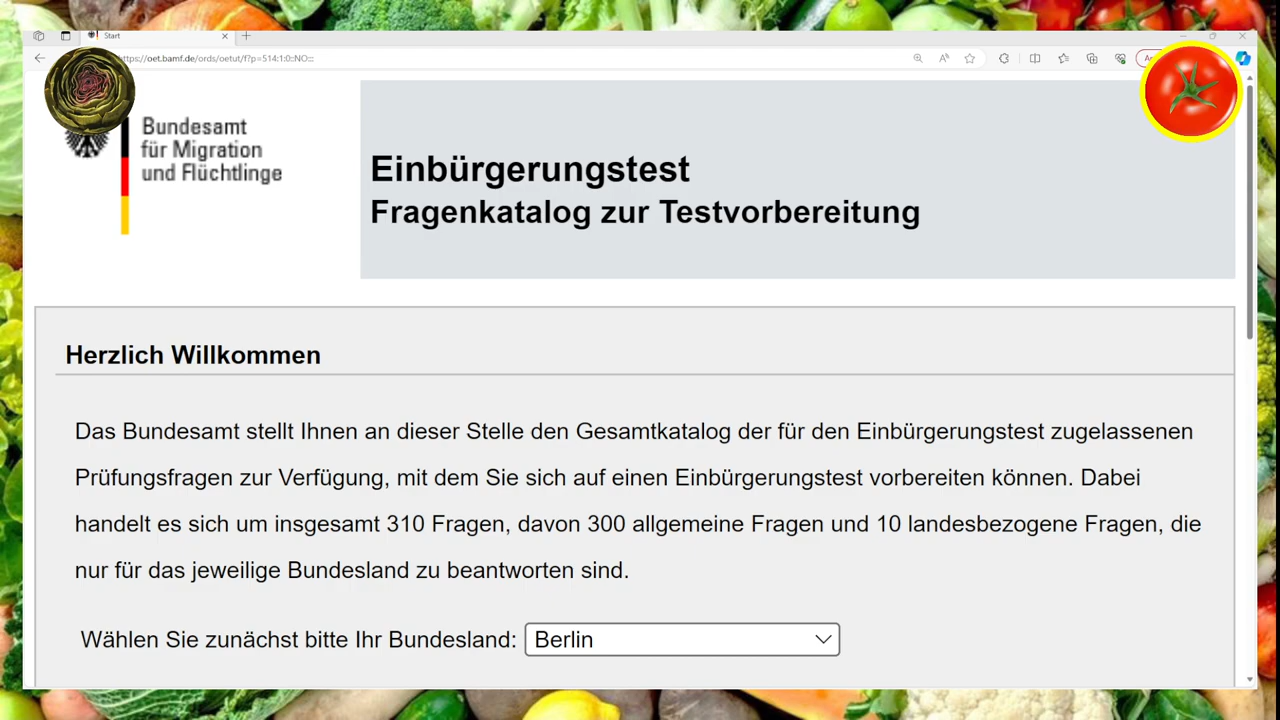 Start
https://oet.bamf.de/ords/oetut/f?p=514:1:0::NO:::
Bundesamt
für Migration
und Flüchtlinge
Einbürgerungstest
Fragenkatalog zur Testvorbereitung
Herzlich Willkommen
Das Bundesamt stellt Ihnen an dieser Stelle den Gesamtkatalog der für den Einbürgerungstest zugelassenen
Prüfungsfragen zur Verfügung, mit dem Sie sich auf einen Einbürgerungstest vorbereiten können. Dabei
handelt es sich um insgesamt 310 Fragen, davon 300 allgemeine Fragen und 10 landesbezogene Fragen, die
nur für das jeweilige Bundesland zu beantworten sind.
Wählen Sie zunächst bitte Ihr Bundesland: Berlin